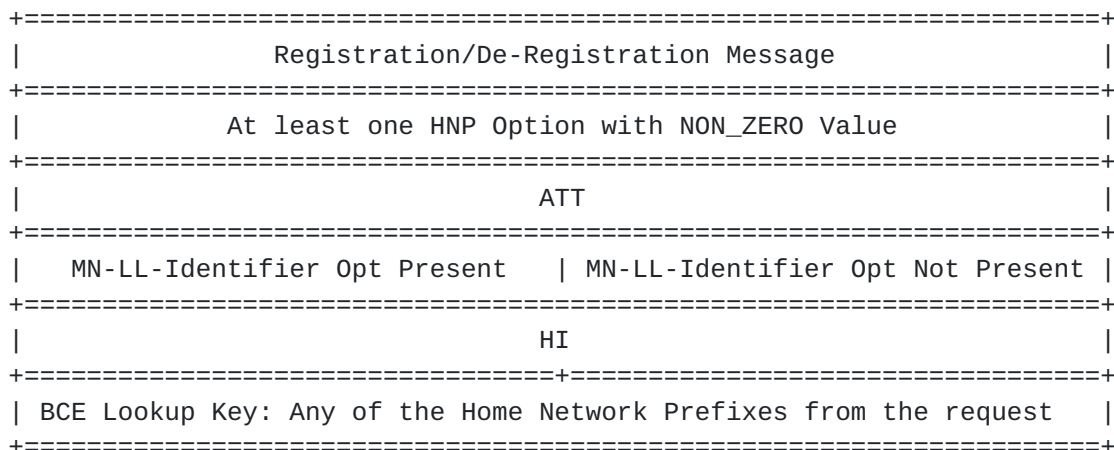 +=====================================================================+
|                Registration/De-Registration Message                 |
+=====================================================================+
|             At least one HNP Option with NON_ZERO Value             |
+=====================================================================+
|                                 ATT                                 |
+=====================================================================+
|   MN-LL-Identifier Opt Present   | MN-LL-Identifier Opt Not Present |
+=====================================================================+
|                                 HI                                  |
+==================================+==================================+
| BCE Lookup Key: Any of the Home Network Prefixes from the request   |
+=====================================================================+